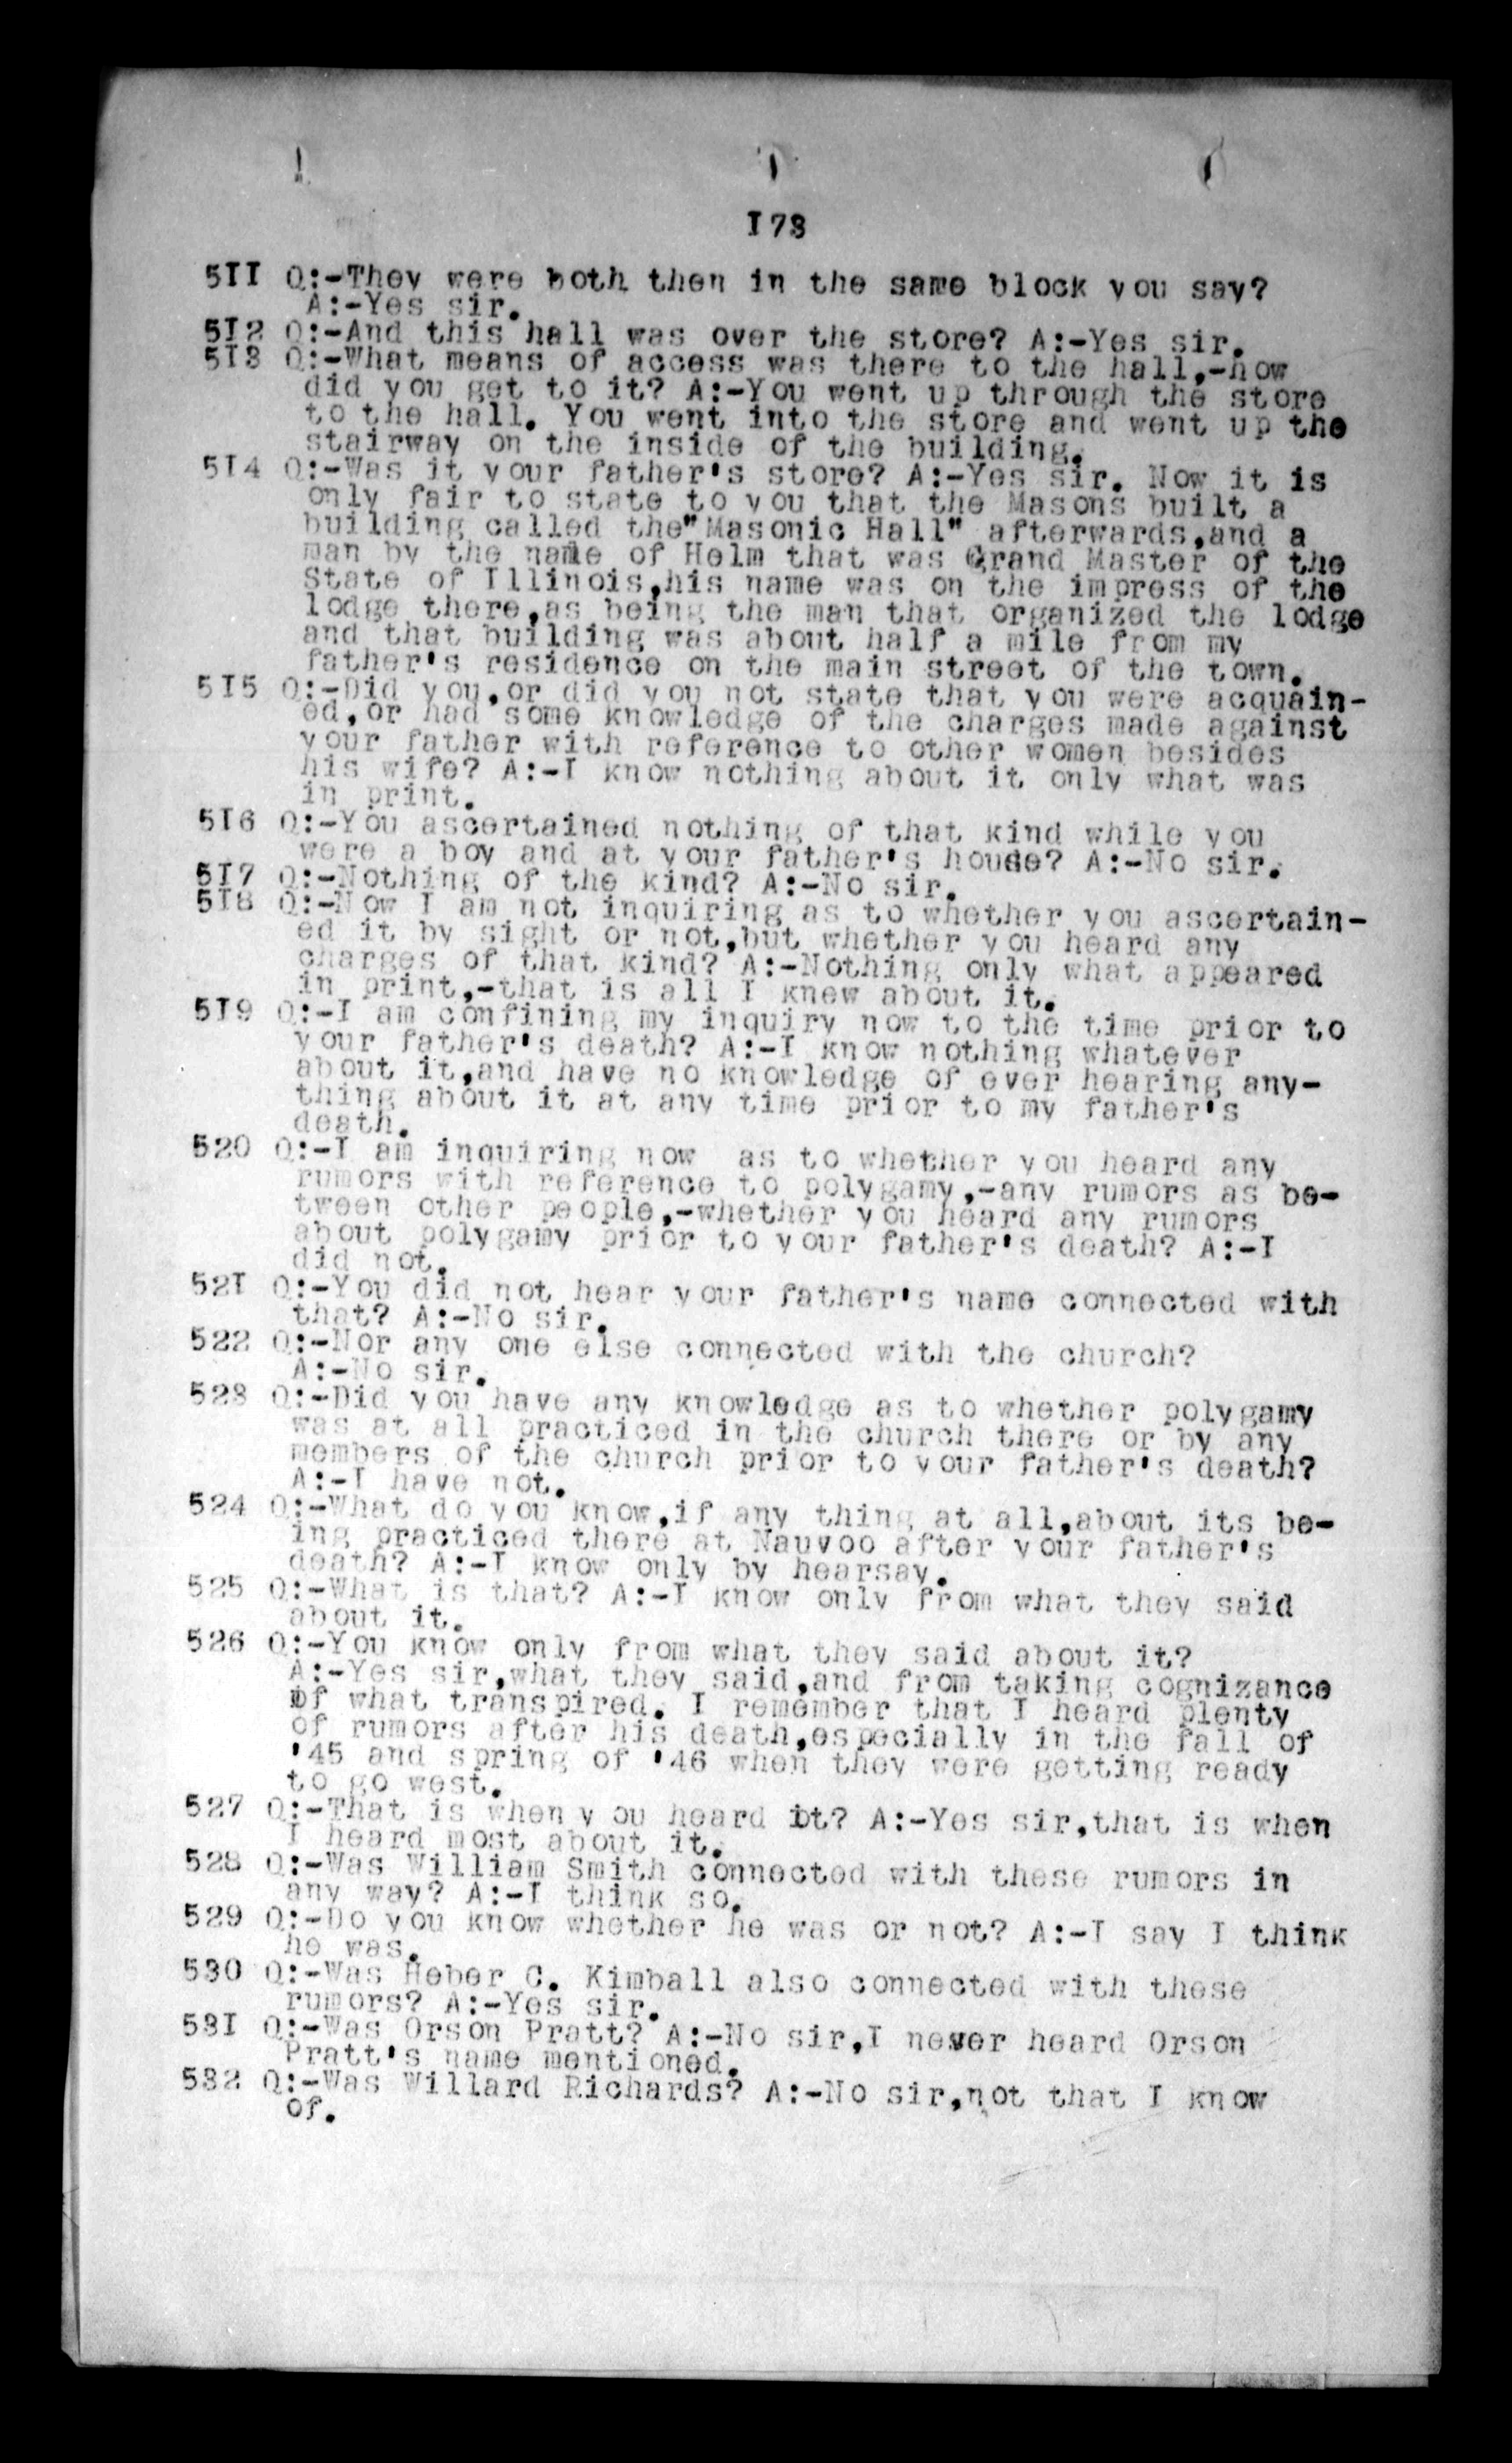 I73
5II Q:-They were both then in the same block you say?
A:-Yes sir.
5I2 Q:-And this hall was over the store? A:-Yes sir.
5I3 Q:-What means of access was there to the hall,-how
did you get to it? A:-You went up through the store
to the hall. You went into the store and went up the
stairway on the inside of the building.
5I4 Q:-Was it your father's store? A:-Yes sir. Now it is
only fair to state to you that the Masons built a
building called the"Masonic Hall" afterwards,and a
man by the name of Helm that was Grand Master of the
State of Illinois,his name was on the impress of the
lodge there,as being the man that organized the lodge
and that building was about half a mile from my
father's residence on the main street of the town.
5I5 Q:-Did you,or did you not state that you were acquain-
ed,or had some knowledge of the charges made against
your father with reference to other women besides
his wife? A:-I know nothing about it only what was
in print.
5I6 Q:-You ascertained nothing of that kind while you
were a boy and at your father's house? A:-No sir.
5I7 Q:-Nothing of the kind? A:-No sir.
5I8 Q:-Now I am not inquiring as to whether you ascertain-
ed it by sight or not,but whether you heard any
charges of that kind? A:-Nothing only what appeared
in print,-that is all I knew about it.
5I9 Q:-I am confining my inquiry now to the time prior to
your father's death? A:-I know nothing whatever
about it,and have no knowledge of ever hearing any-
thing about it at any time prior to my father's
death.
520 Q:-I am inquiring now as to whether you heard any
rumors with reference to polygamy,-any rumors as be-
tween other people,-whether you heard any rumors
about polygamy prior to your father's death? A:-I
did not.
52I Q:-You did not hear your father's name connected with
that? A:-No sir.
522 Q:-Nor any one else connected with the church?
A:-No sir.
523 Q:-Did you have any knowledge as to whether polygamy
was at all practiced in the church there or by any
members of the church prior to your father's death?
A:-I have not.
524 Q:-What do you know,if any thing at all,about its be-
ing practiced there at Nauvoo after your father's
death? A:-I know only by hearsay.
525 Q:-What is that? A:-I know only from what they said
about it.
526 Q:-You know only from what they said about it?
A:-Yes sir,what they said,and from taking cognizance
of what transpired. I remember that I heard plenty
of rumors after his death,especially in the fall of
'45 and spring of '46 when they were getting ready
to go west.
527 Q:-That is when you heard it? A:-Yes sir,that is when
I heard most about it.
528 Q:-Was William Smith connected with these rumors in
any way? A:-I think so.
529 Q:-Do you know whether he was or not? A:-I say I think
he was.
530 Q:-Was Heber C. Kimball also connected with these
rumors? A:-Yes sir.
53I Q:-Was Orson Pratt? A:-No sir,I never heard Orson
Pratt's name mentioned.
532 Q:-Was Willard Richards? A:-No sir,not that I know
of.